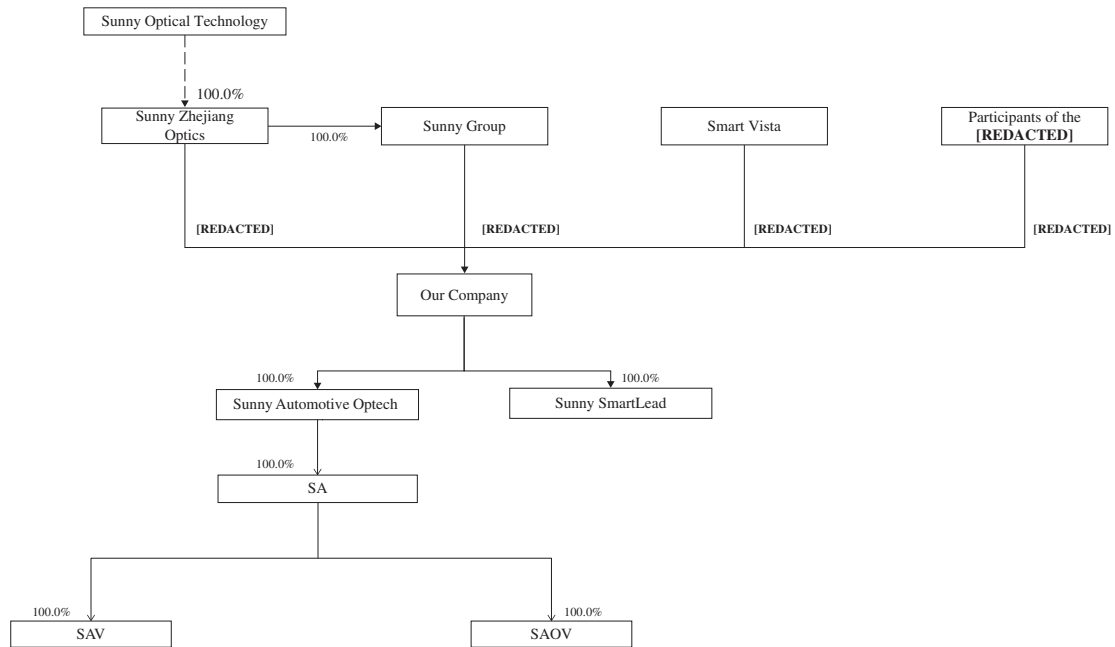 Sunny Optical Technology
100.0%
Sunny Zhejiang
Optics
100.0%
Sunny Group
Smart Vista
Participants of the
[REDACTED]
[REDACTED]
[REDACTED]
[REDACTED]
[REDACTED]
Our Company
100.0%
100.0%
Sunny Automotive Optech
Sunny SmartLead
100.0%
SA
100.0%
100.0%
SAV
SAOV